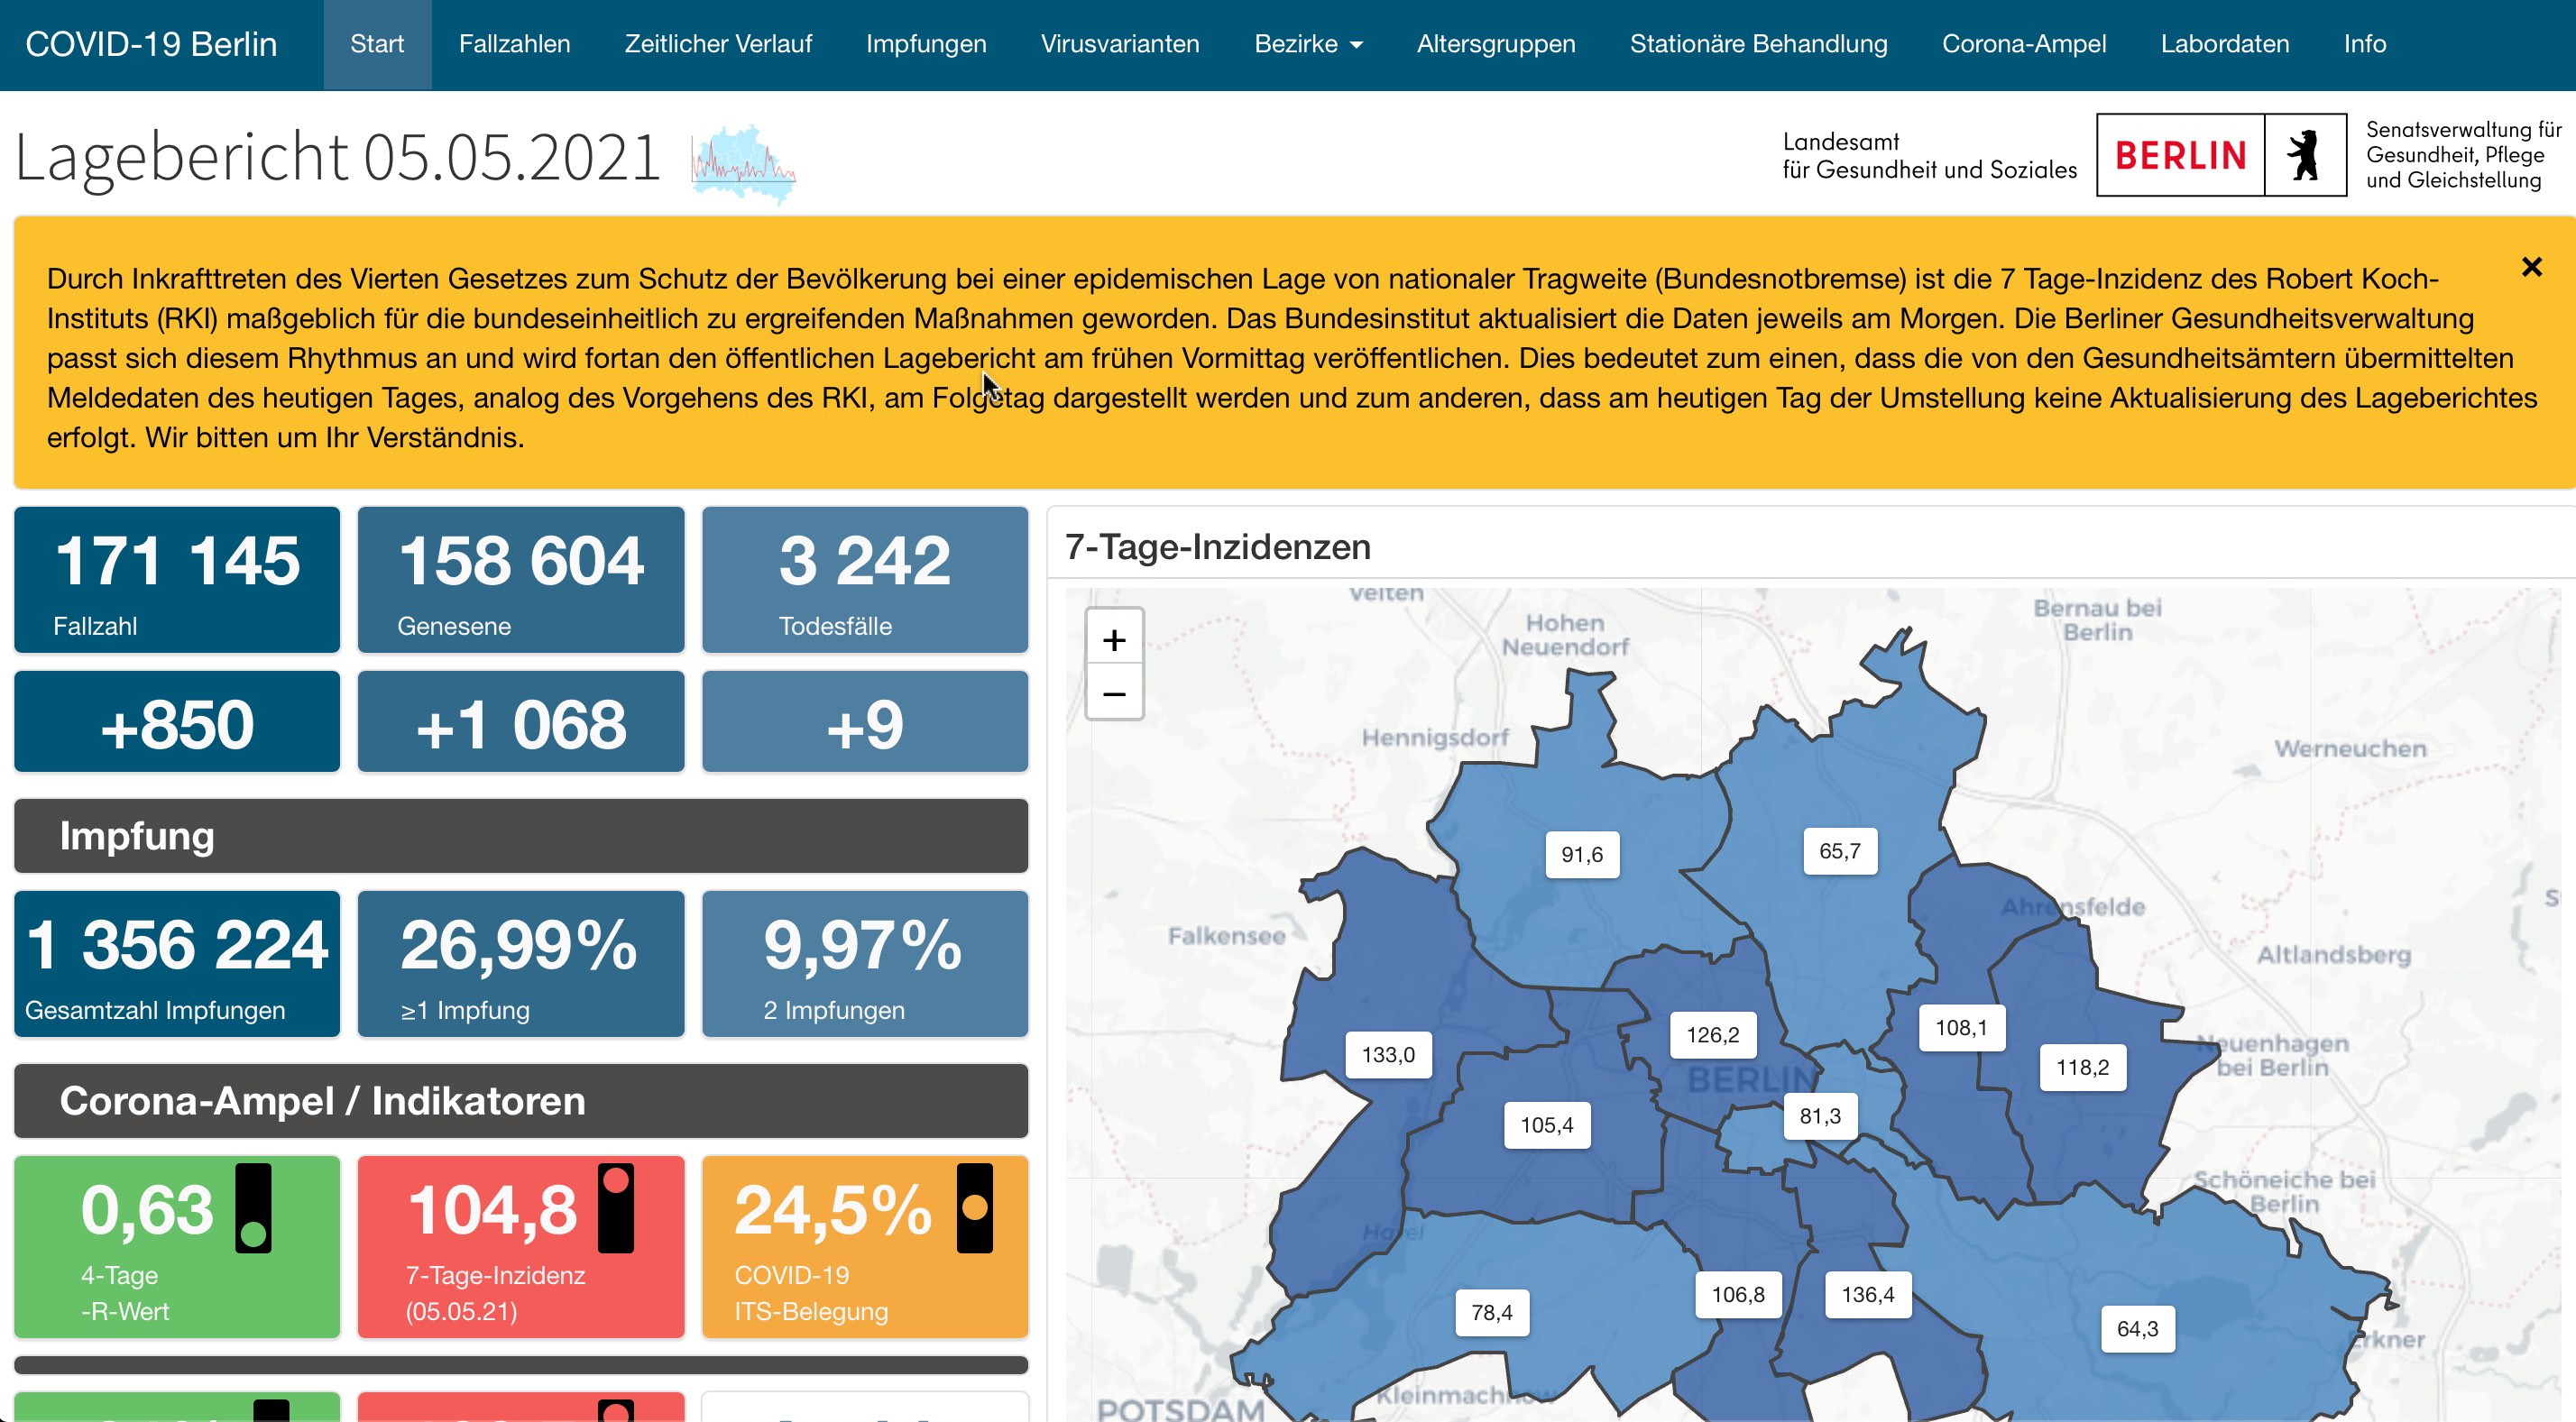 COVID-19 Berlin
Start
Fallzahlen
Zeitlicher Verlauf
Impfungen
Virusvarianten
Bezirke
Altersgruppen
Stationäre Behandlung
Corona-Ampel
Labordaten
Info
Lagebericht 05.05.2021
Landesamt
für Gesundheit und Soziales
BERLIN
Senatsverwaltung für
Gesundheit, Pflege
und Gleichstellung
Durch Inkrafttreten des Vierten Gesetzes zum Schutz der Bevölkerung bei einer epidemischen Lage von nationaler Tragweite (Bundesnotbremse) ist die 7 Tage-Inzidenz des Robert Koch-
Instituts (RKI) maßgeblich für die bundeseinheitlich zu ergreifenden Maßnahmen geworden. Das Bundesinstitut aktualisiert die Daten jeweils am Morgen. Die Berliner Gesundheitsverwaltung
passt sich diesem Rhythmus an und wird fortan den öffentlichen Lagebericht am frühen Vormittag veröffentlichen. Dies bedeutet zum einen, dass die von den Gesundheitsämtern übermittelten
Meldedaten des heutigen Tages, analog des Vorgehens des RKI, am Folgetag dargestellt werden und zum anderen, dass am heutigen Tag der Umstellung keine Aktualisierung des Lageberichtes
erfolgt. Wir bitten um Ihr Verständnis.
171 145
Fallzahl
158 604
Genesene
3 242
Todesfälle
+850
+1 068
+9
Impfung
1 356 224
Gesamtzahl Impfungen
26,99%
≥1 Impfung
9,97%
2 Impfungen
Corona-Ampel / Indikatoren
0,63
4-Tage
-R-Wert
104,8
7-Tage-Inzidenz
(05.05.21)
24,5%
COVID-19
ITS-Belegung
7-Tage-Inzidenzen
+
−
Velten
Hohen
Neuendorf
Bernau bei
Berlin
Hennigsdorf
Werneuchen
91,6
65,7
Ahrensfelde
Falkensee
Altlandsberg
133,0
126,2
108,1
118,2
Neuenhagen
bei Berlin
BERLIN
105,4
81,3
Schöneiche bei
Berlin
Havel
78,4
106,8
136,4
64,3
Erkner
Kleinmachnow
POTSDAM